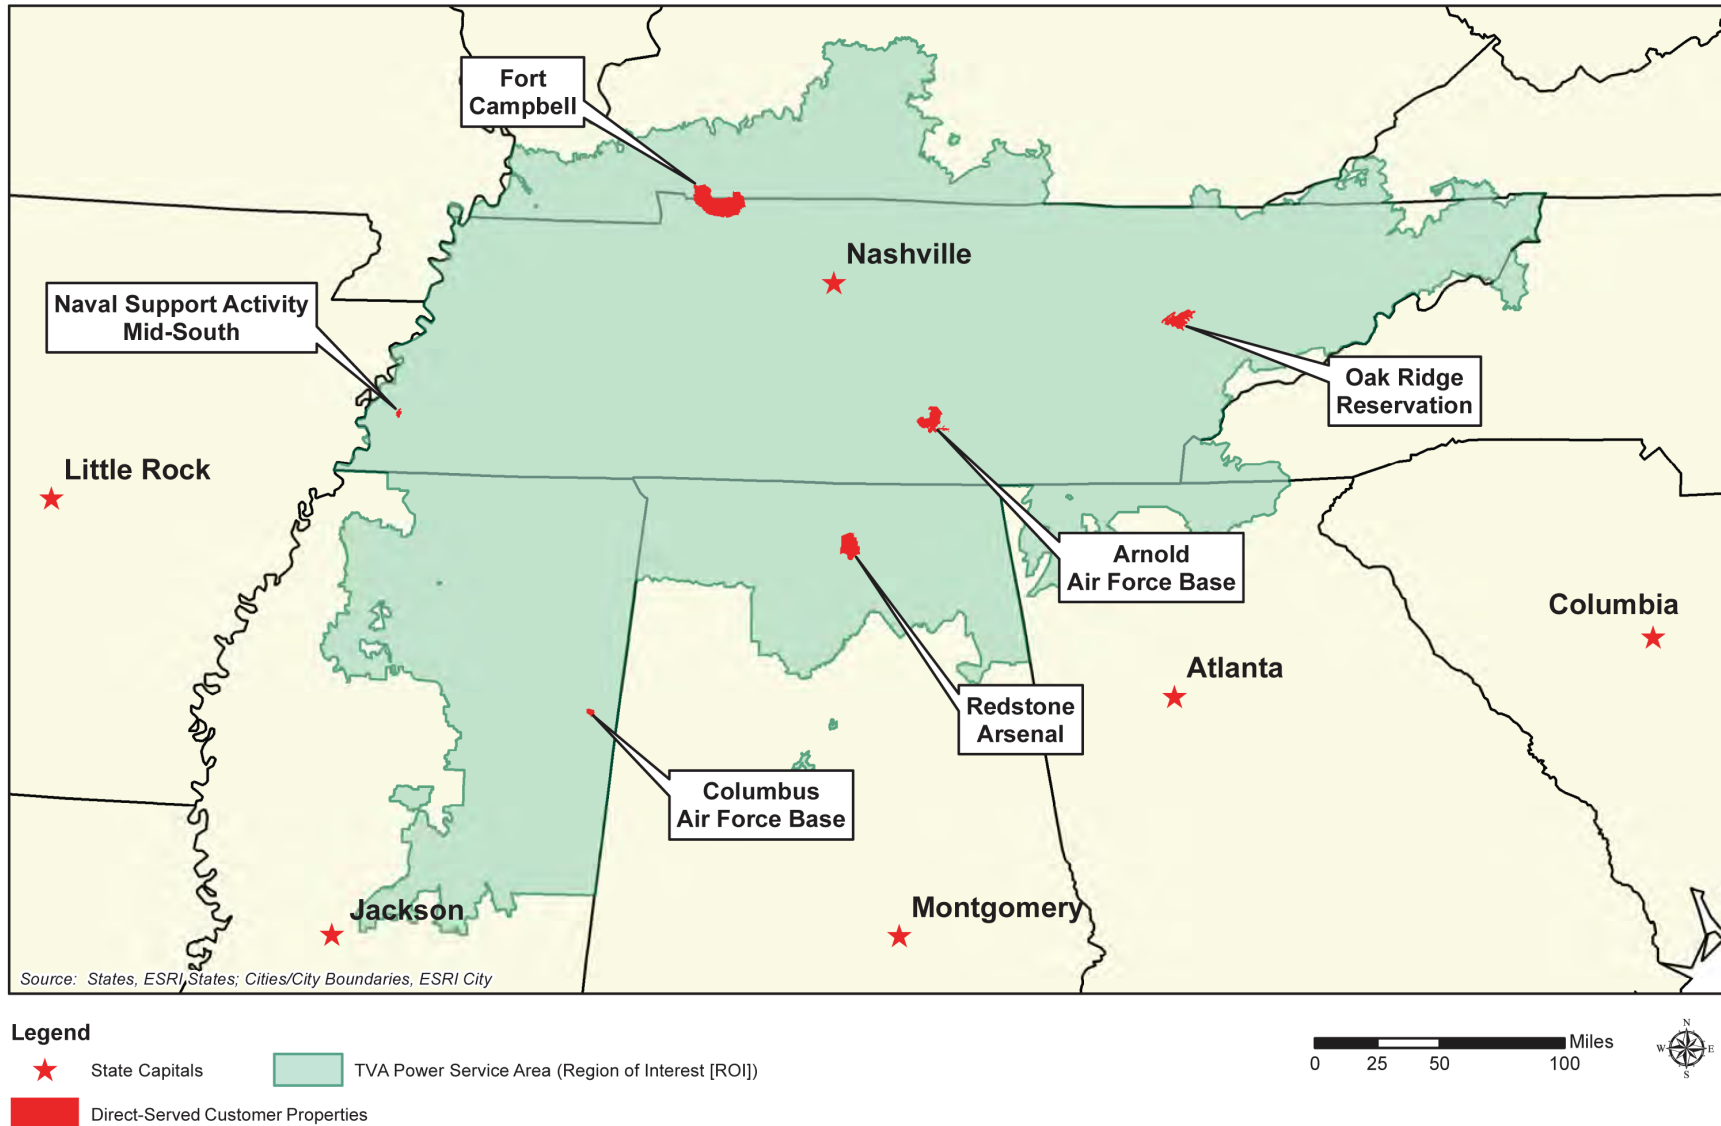 Fort
Campbell
Nashville
Naval Support Activity
Mid-South
Oak Ridge
Reservation
Little Rock
Arnold
Air Force Base
Columbia
Atlanta
Redstone
Arsenal
Columbus
Air Force Base
Jackson
Montgomery
Source: States, ESRI States; Cities/City Boundaries, ESRI City
Legend
State Capitals
TVA Power Service Area (Region of Interest [ROI])
Direct-Served Customer Properties
Miles
0 25 50 100
N
W E
S